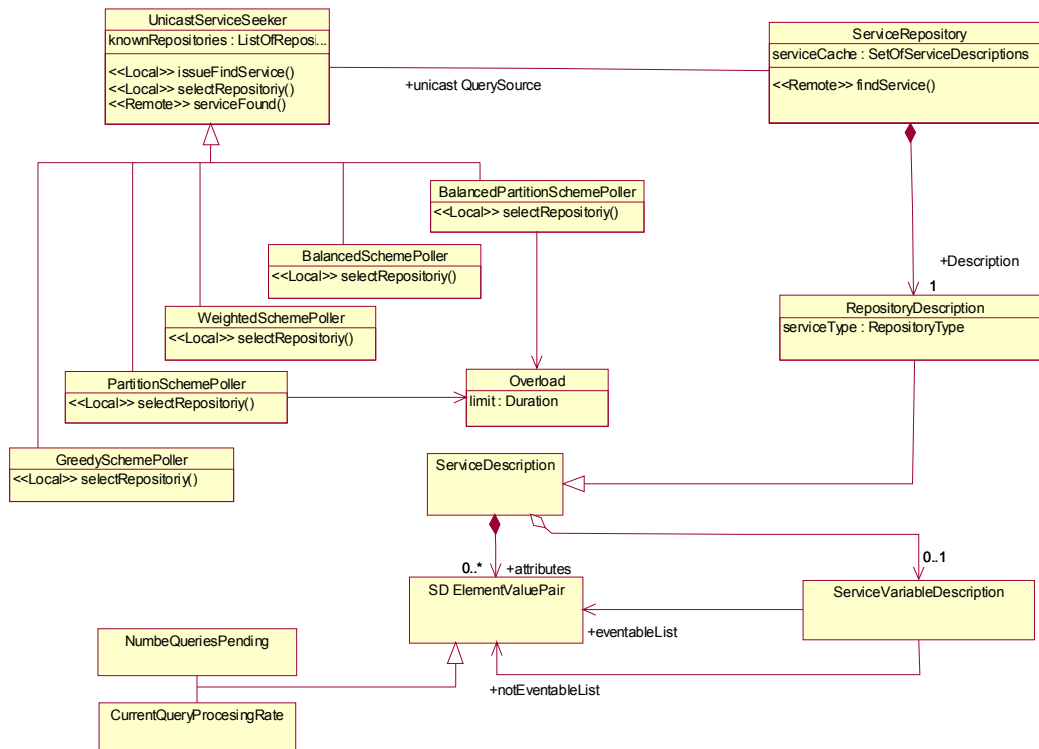 UnicastServiceSeeker
knownRepositories : ListOfReposi...
<<Local>> issueFindService()
<<Local>> selectRepositoriy()
<<Remote>> serviceFound()
+unicast QuerySource
ServiceRepository
serviceCache : SetOfServiceDescriptions
<<Remote>> findService()
BalancedPartitionSchemePoller
<<Local>> selectRepositoriy()
BalancedSchemePoller
<<Local>> selectRepositoriy()
+Description
1
WeightedSchemePoller
<<Local>> selectRepositoriy()
RepositoryDescription
serviceType : RepositoryType
PartitionSchemePoller
<<Local>> selectRepositoriy()
Overload
limit : Duration
GreedySchemePoller
<<Local>> selectRepositoriy()
ServiceDescription
0..*
+attributes
0..1
SD ElementValuePair
ServiceVariableDescription
+eventableList
NumbeQueriesPending
+notEventableList
CurrentQueryProcesingRate